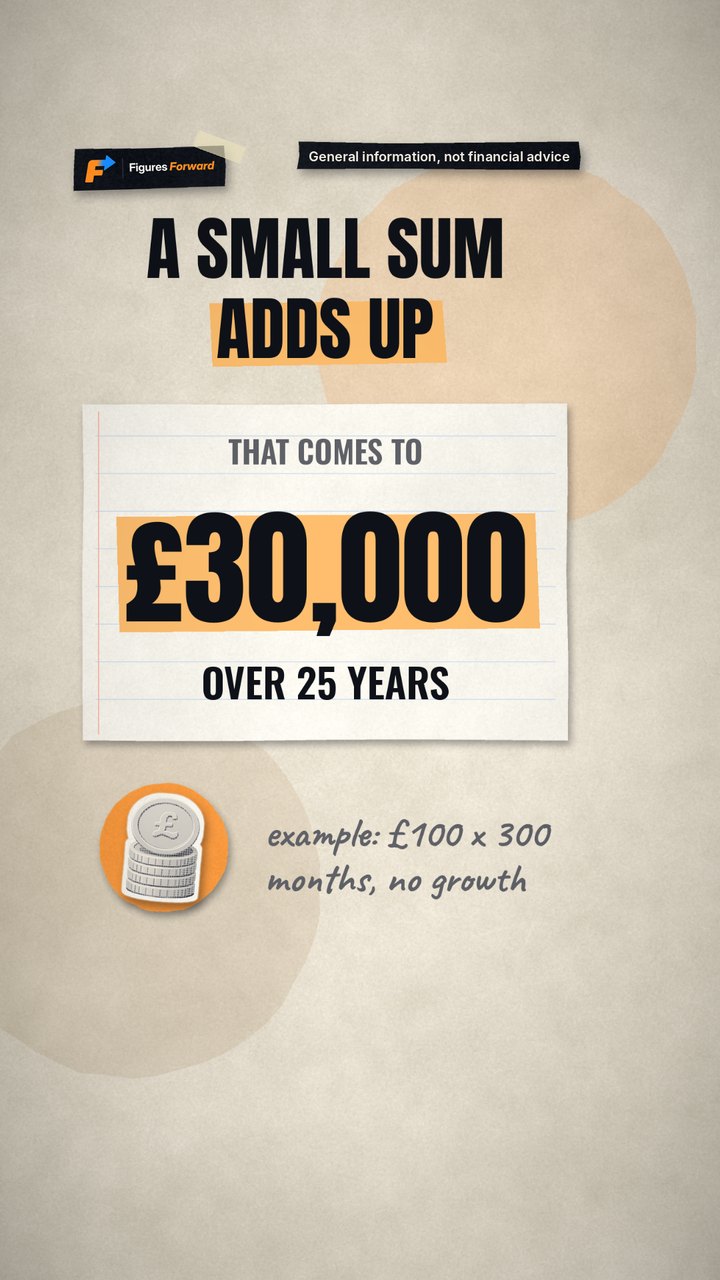 Figures Forward
General information, not financial advice
A SMALL SUM
ADDS UP
THAT COMES TO
£30,000
OVER 25 YEARS
£
example: £100 x 300
months, no growth